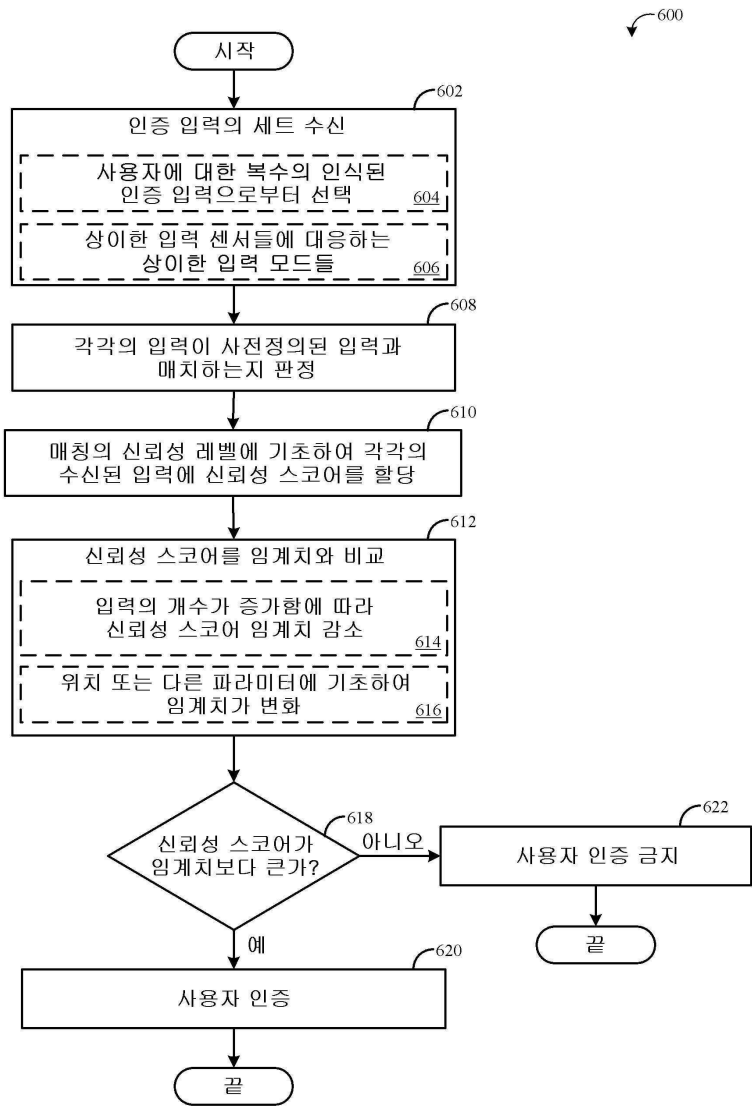 600
시작
602
인증 입력의 세트 수신
사용자에 대한 복수의 인식된
인증 입력으로부터 선택
604
상이한 입력 센서들에 대응하는
상이한 입력 모드들
606
608
각각의 입력이 사전정의된 입력과
매치하는지 판정
610
매칭의 신뢰성 레벨에 기초하여 각각의
수신된 입력에 신뢰성 스코어를 할당
612
신뢰성 스코어를 임계치와 비교
입력의 개수가 증가함에 따라
신뢰성 스코어 임계치 감소
614
위치 또는 다른 파라미터에 기초하여
임계치가 변화
616
618
신뢰성 스코어가
임계치보다 큰가?
아니오
622
사용자 인증 금지
끝
예
620
사용자 인증
끝